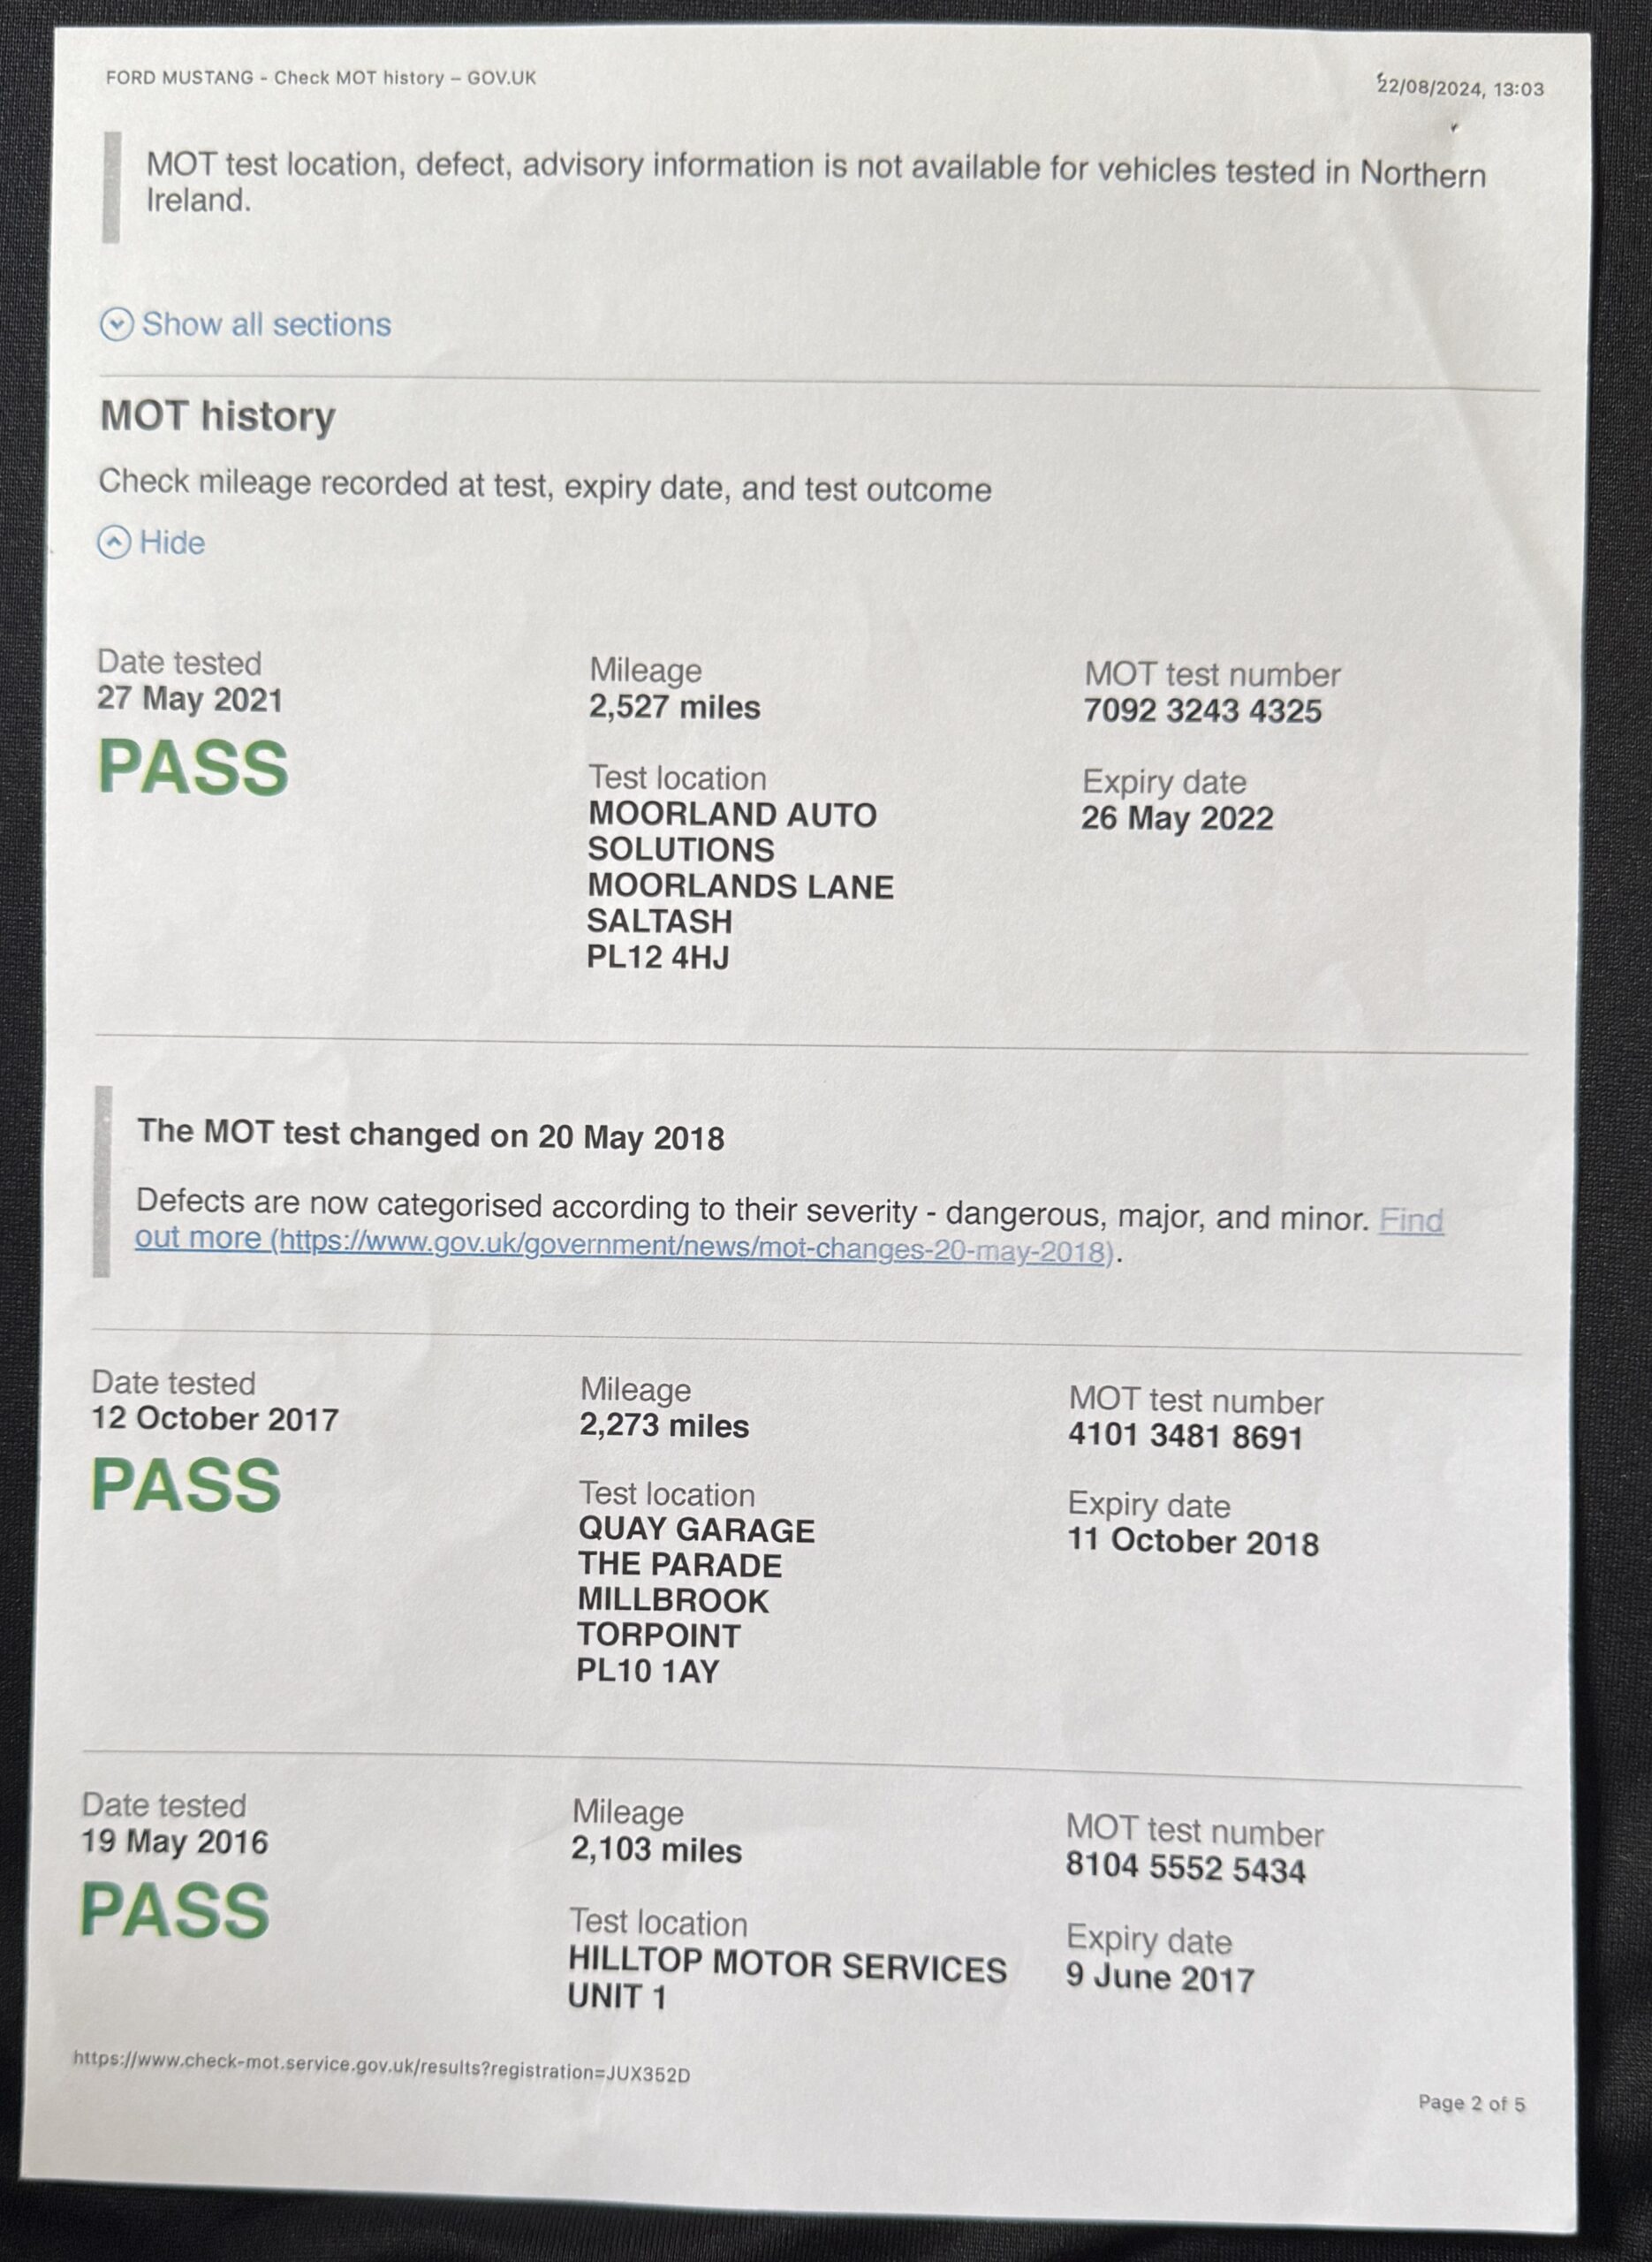 FORD MUSTANG - Check MOT history – GOV.UK
22/08/2024, 13:03
MOT test location, defect, advisory information is not available for vehicles tested in Northern
Ireland.
Show all sections
MOT history
Check mileage recorded at test, expiry date, and test outcome
Hide
Date tested
27 May 2021
PASS
Mileage
2,527 miles
Test location
MOORLAND AUTO
SOLUTIONS
MOORLANDS LANE
SALTASH
PL12 4HJ
MOT test number
7092 3243 4325
Expiry date
26 May 2022
The MOT test changed on 20 May 2018
Defects are now categorised according to their severity - dangerous, major, and minor. Find
out more (https://www.gov.uk/government/news/mot-changes-20-may-2018).
Date tested
12 October 2017
PASS
Mileage
2,273 miles
Test location
QUAY GARAGE
THE PARADE
MILLBROOK
TORPOINT
PL10 1AY
MOT test number
4101 3481 8691
Expiry date
11 October 2018
Date tested
19 May 2016
PASS
Mileage
2,103 miles
Test location
HILLTOP MOTOR SERVICES
UNIT 1
MOT test number
8104 5552 5434
Expiry date
9 June 2017
https://www.check-mot.service.gov.uk/results?registration=JUX352D
Page 2 of 5